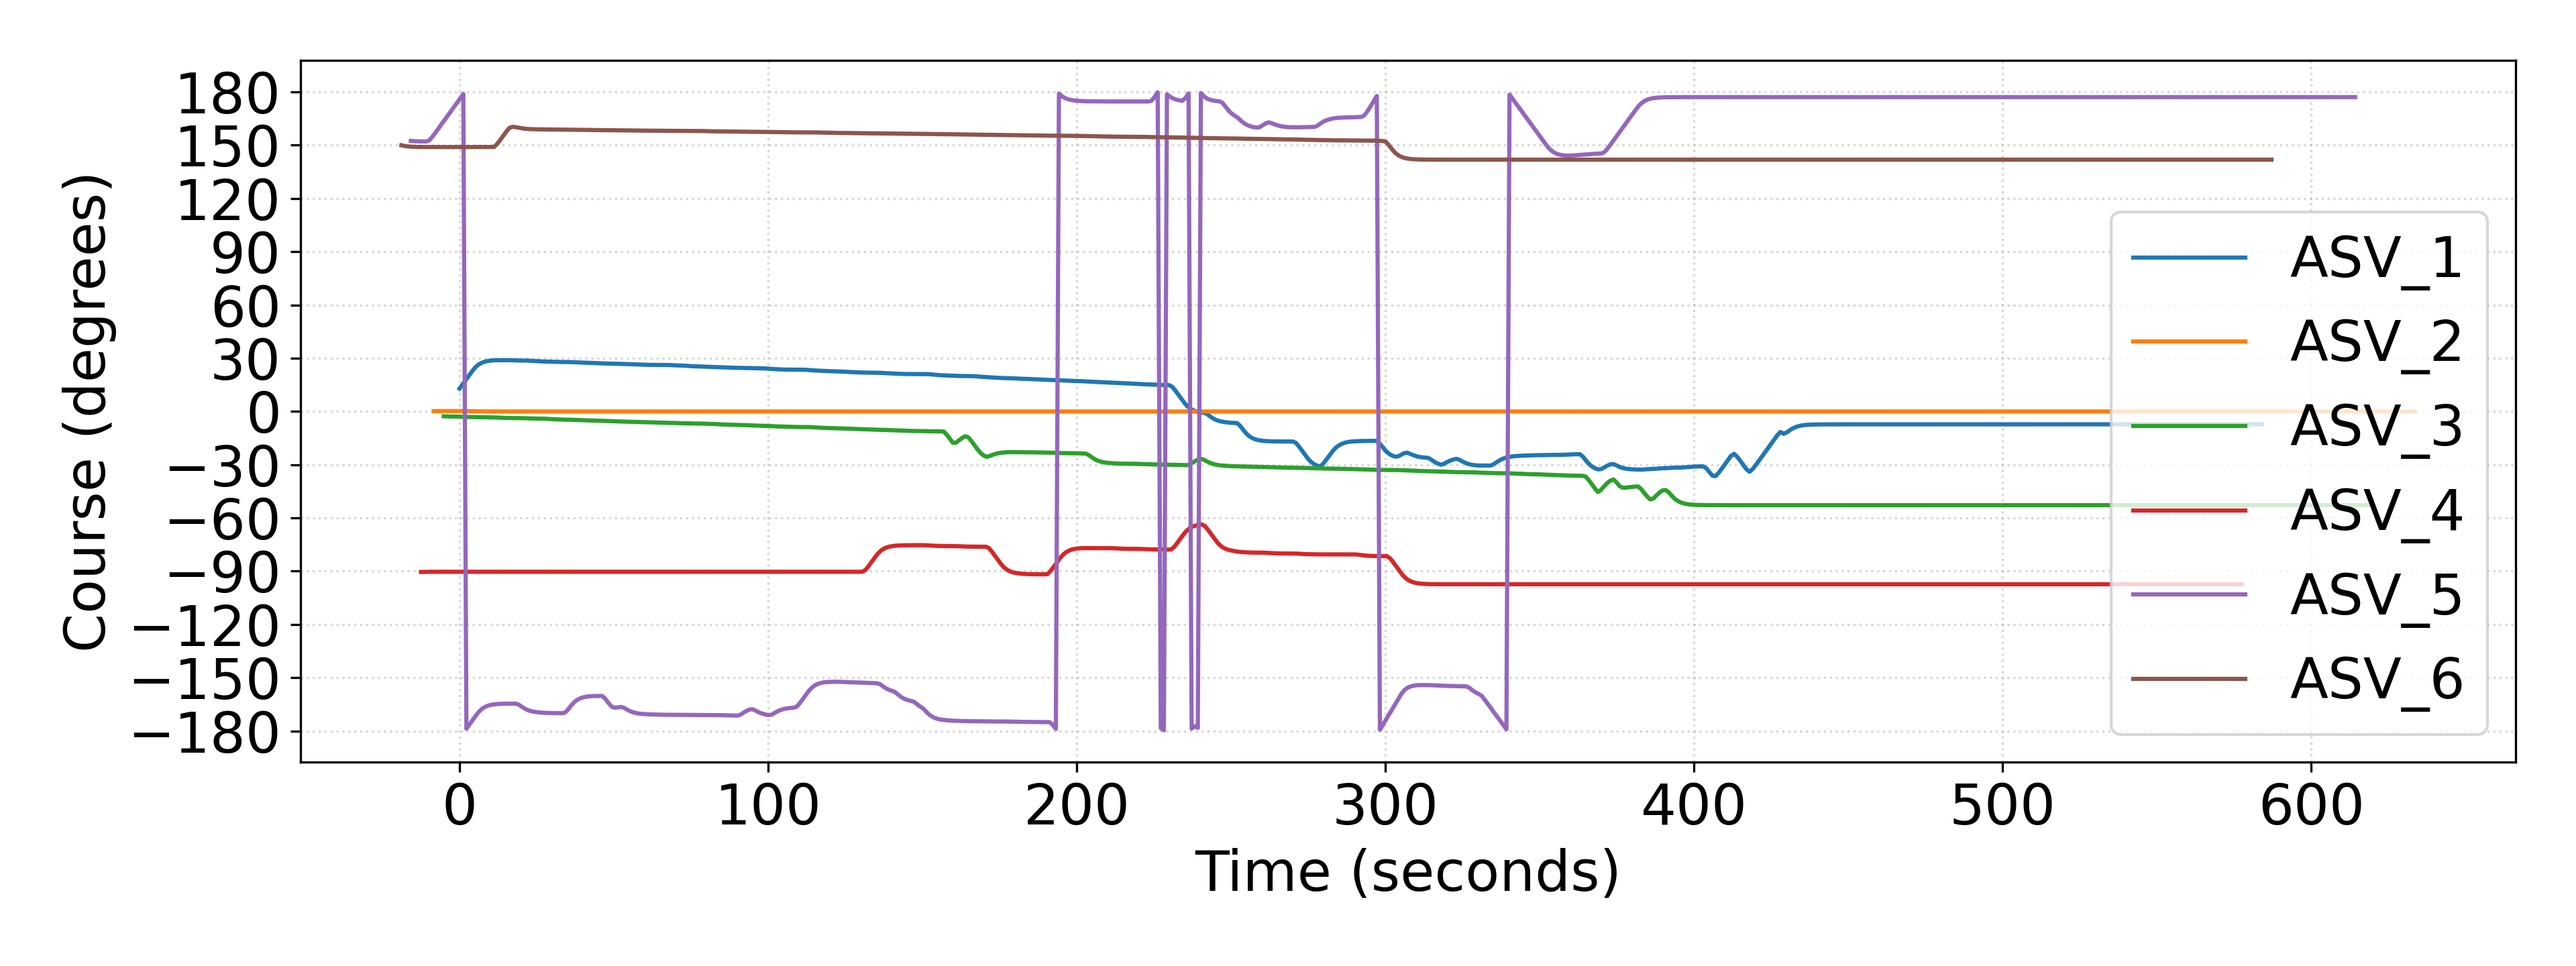 180
150
120
90
60
30
0
−30
−60
−90
−120
−150
−180
Course (degrees)
0 100 200 300 400 500 600
Time (seconds)
ASV_1
ASV_2
ASV_3
ASV_4
ASV_5
ASV_6